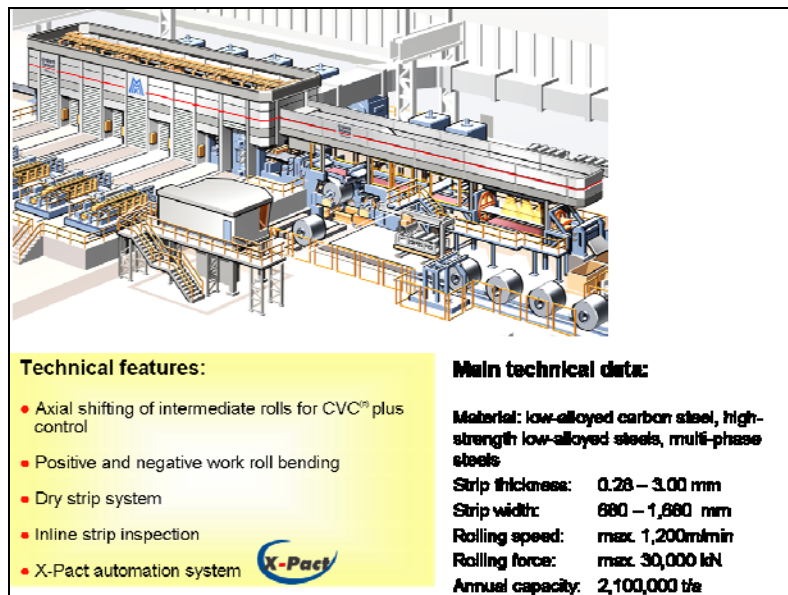 Technical features:
• Axial shifting of intermediate rolls for CVC® plus
control
• Positive and negative work roll bending
• Dry strip system
• Inline strip inspection
• X-Pact automation system
X-Pact
Main technical data:
Material: low-alloyed carbon steel, high-
strength low-alloyed steels, multi-phase
steels
Strip thickness: 0.28 – 3.00 mm
Strip width: 680 – 1,680 mm
Rolling speed: max. 1,200m/min
Rolling force: max. 30,000 kN
Annual capacity: 2,100,000 t/a